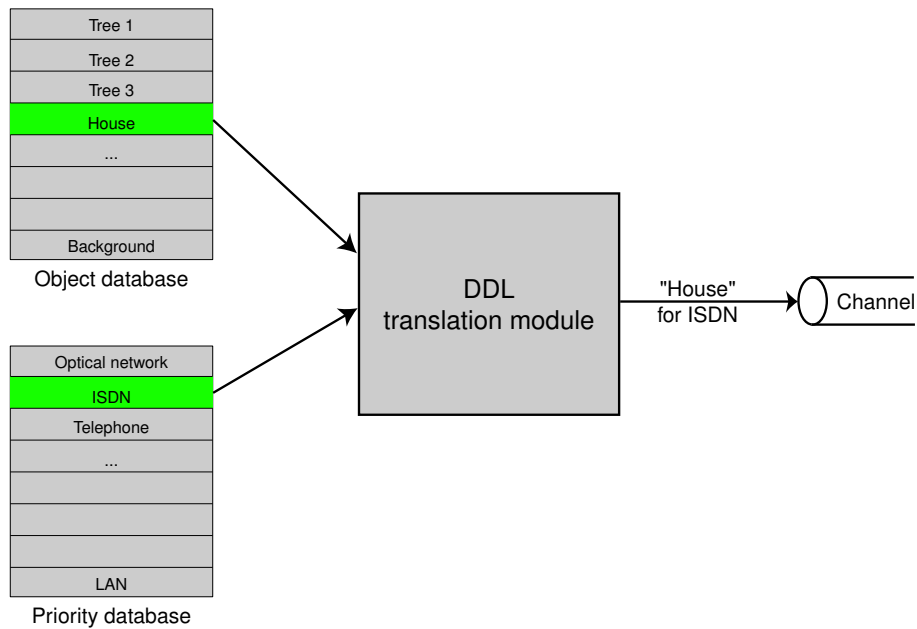 Tree 1
Tree 2
Tree 3
House
...
Background
Object database
Optical network
ISDN
Telephone
...
LAN
Priority database
DDL
translation module
"House"
for ISDN
Channel